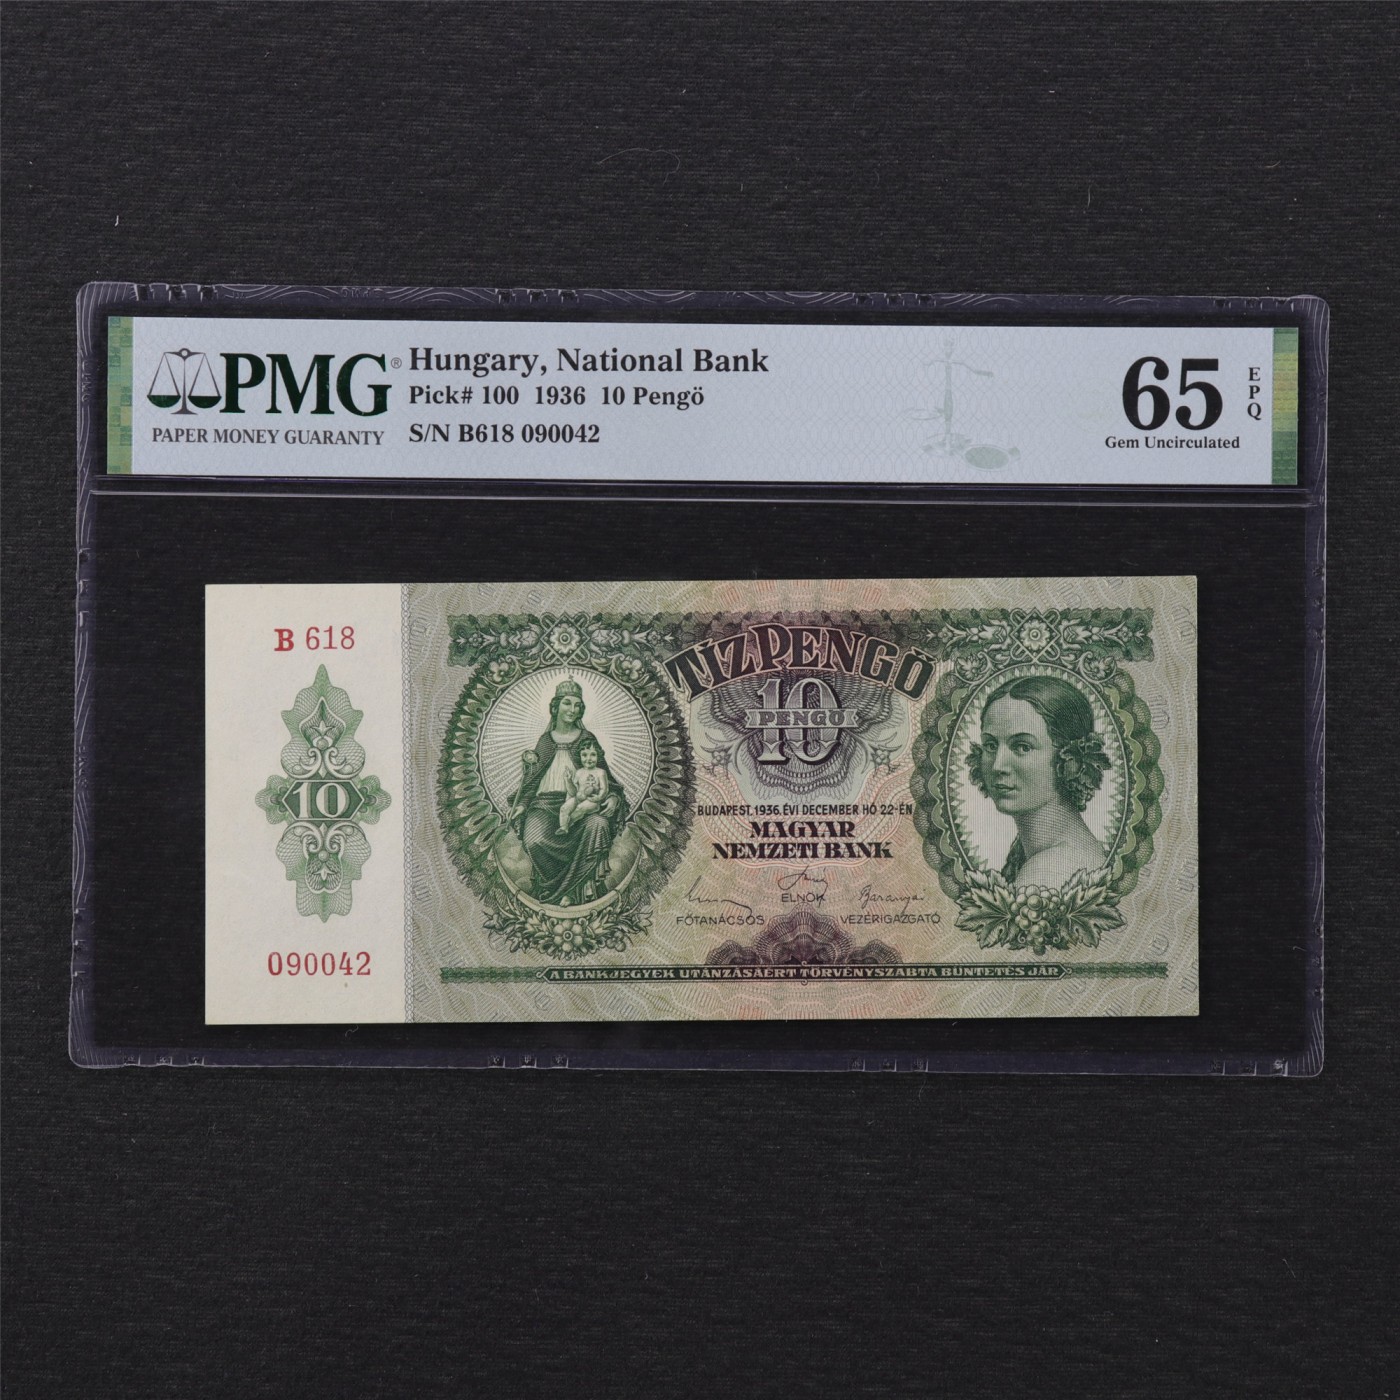 PMG®
PAPER MONEY GUARANTY
Hungary, National Bank
Pick# 100 1936 10 Pengö
S/N B618 090042
65
EPQ
Gem Uncirculated
B 618
10
090042
TÍZPENGŐ
10
PENGŐ
BUDAPEST, 1936. ÉVI DECEMBER HÓ 22-ÉN
MAGYAR
NEMZETI BANK
ELNÖK
FŐTANÁCSOS VEZÉRIGAZGATÓ
A BANKJEGYEK UTÁNZÁSÁÉRT TÖRVÉNYSZABTA BÜNTETÉS JÁR